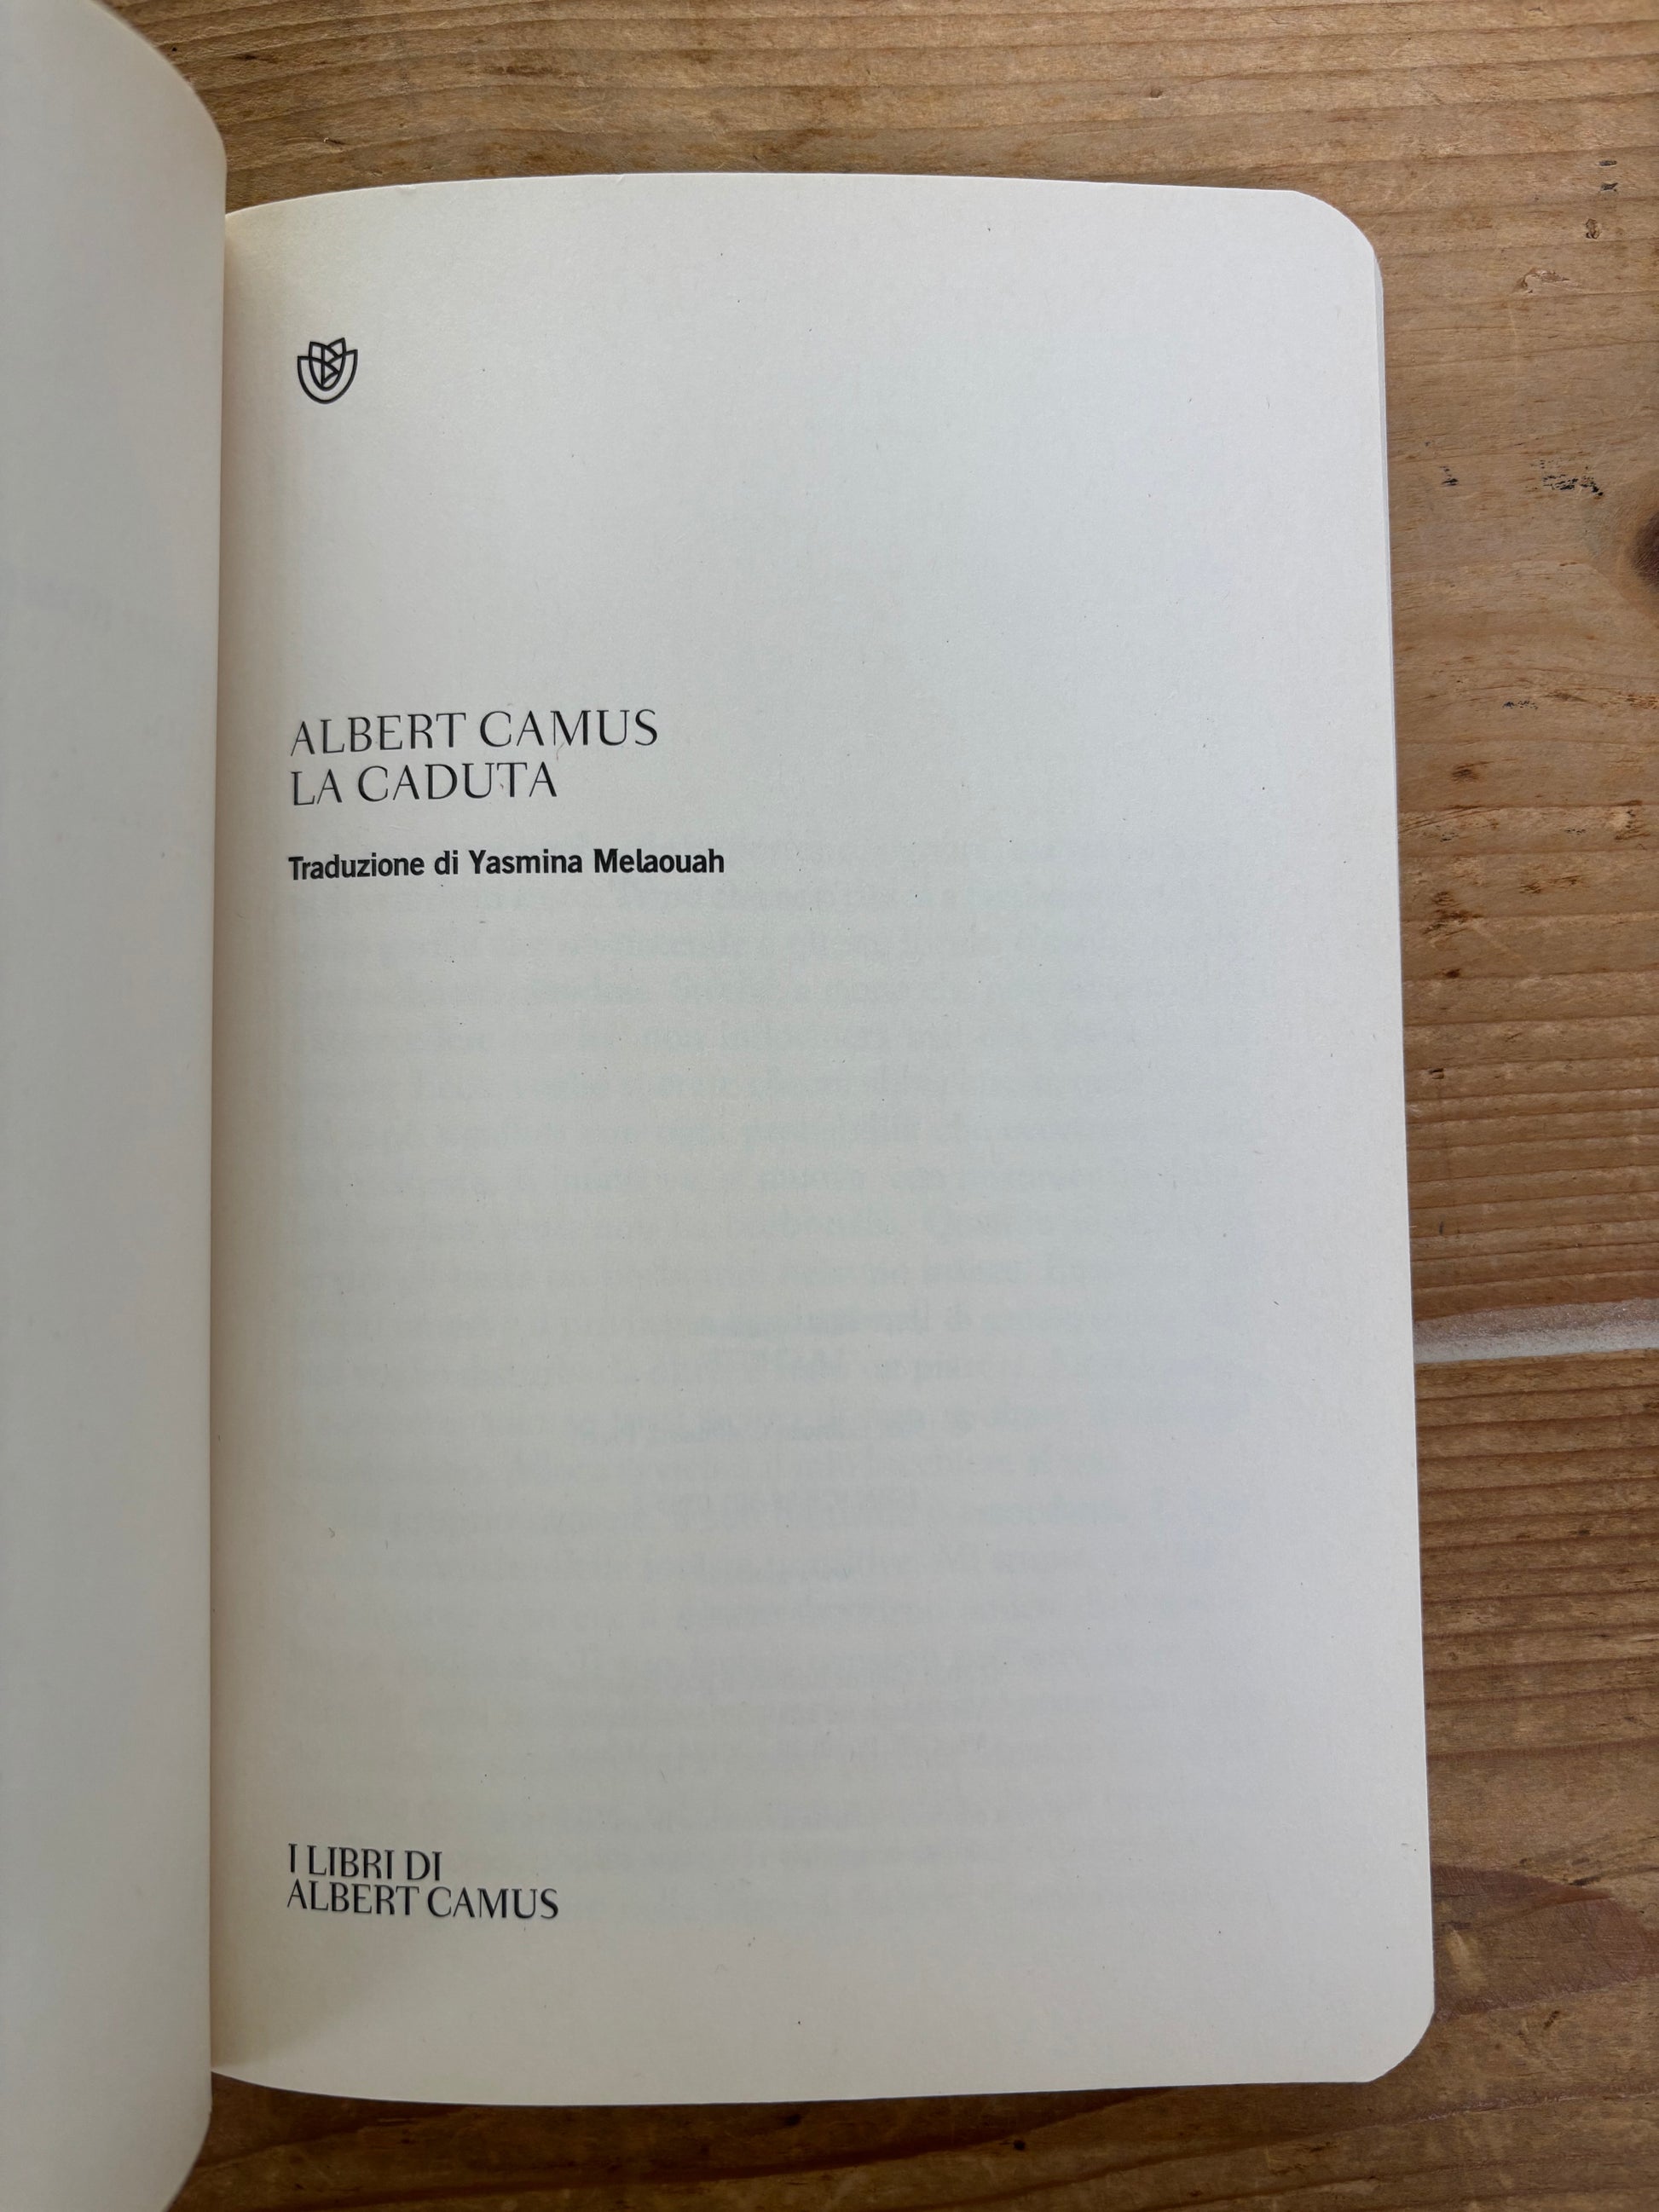 ALBERT CAMUS
LA CADUTA
Traduzione di Yasmina Melaouah
I LIBRI DI
ALBERT CAMUS